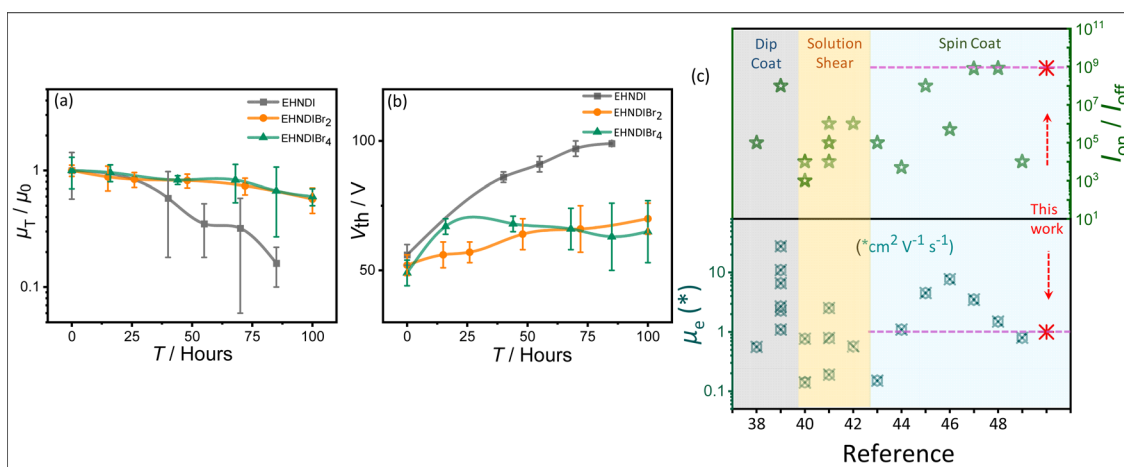 (a)
EHNDI
EHNDIBr2
EHNDIBr4
μT / μ0
1
0.1
0
25
50
75
100
T / Hours
(b)
EHNDI
EHNDIBr2
EHNDIBr4
Vth / V
100
50
0
25
50
75
100
T / Hours
(c)
Dip
Coat
Solution
Shear
Spin Coat
10^11
10^9
10^7
10^5
10^3
10^1
Ion / Ioff
This
work
(*cm2 V-1 s-1)
μe (*)
10
1
0.1
38
40
42
44
46
48
Reference